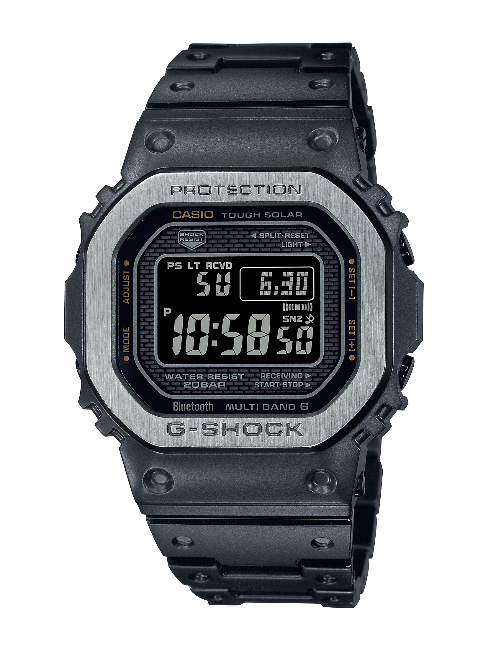 PROTECTION
CASIO TOUGH SOLAR
SHOCK RESIST
◄ SPLIT·RESET
LIGHT ►
ADJUST
SET [−]
PS LT RCVD
SU 6.30
SNZ
P 10:58 50
MODE
SET [+]
WATER RESIST
20BAR
RECEIVING ►
START·STOP ►
Bluetooth MULTI BAND 6
G-SHOCK